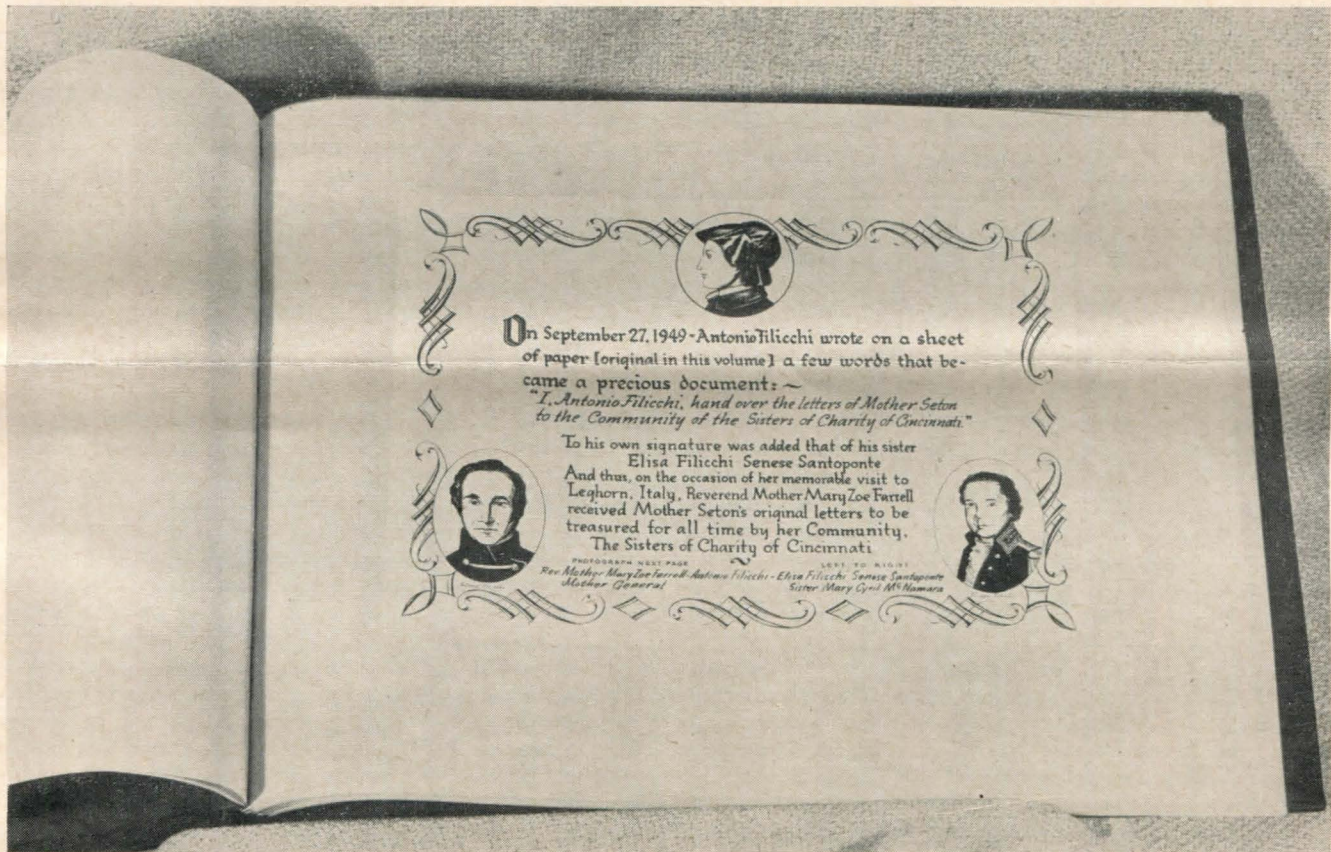 On September 27, 1949-Antonio Filicchi wrote on a sheet
of paper [original in this volume] a few words that be-
came a precious document: ~
"I, Antonio Filicchi, hand over the letters of Mother Seton
to the Community of the Sisters of Charity of Cincinnati."
To his own signature was added that of his sister
Elisa Filicchi Senese Santoponte
And thus, on the occasion of her memorable visit to
Leghorn, Italy, Reverend Mother Mary Zoe Farrell
received Mother Seton's original letters to be
treasured for all time by her Community,
The Sisters of Charity of Cincinnati
~
PHOTOGRAPH NEXT PAGE LEFT TO RIGHT
Rev. Mother Mary Zoe Farrell-Antonio Filicchi - Elisa Filicchi Senese Santoponte
Mother General Sister Mary Cyril McNamara